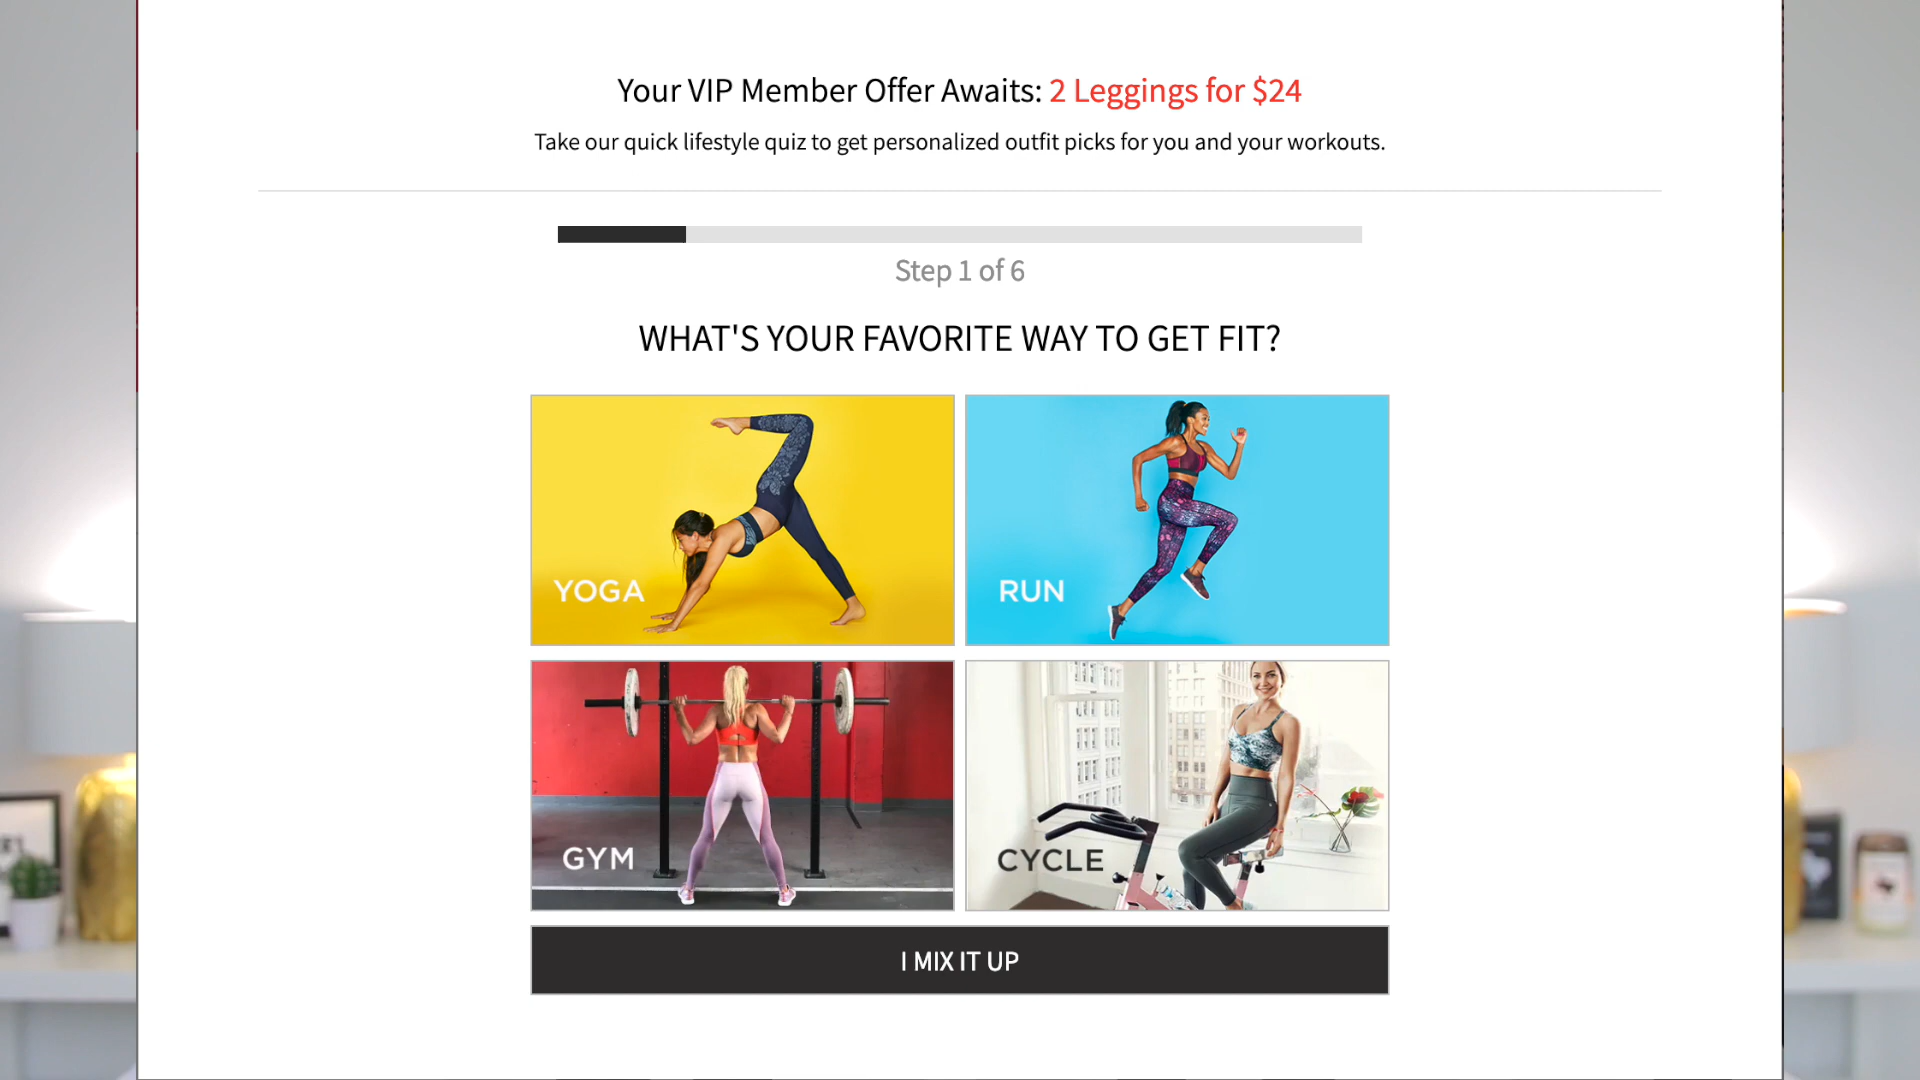 Your VIP Member Offer Awaits: 2 Leggings for $24
Take our quick lifestyle quiz to get personalized outfit picks for you and your workouts.
Step 1 of 6
WHAT'S YOUR FAVORITE WAY TO GET FIT?
YOGA
RUN
GYM
CYCLE
I MIX IT UP